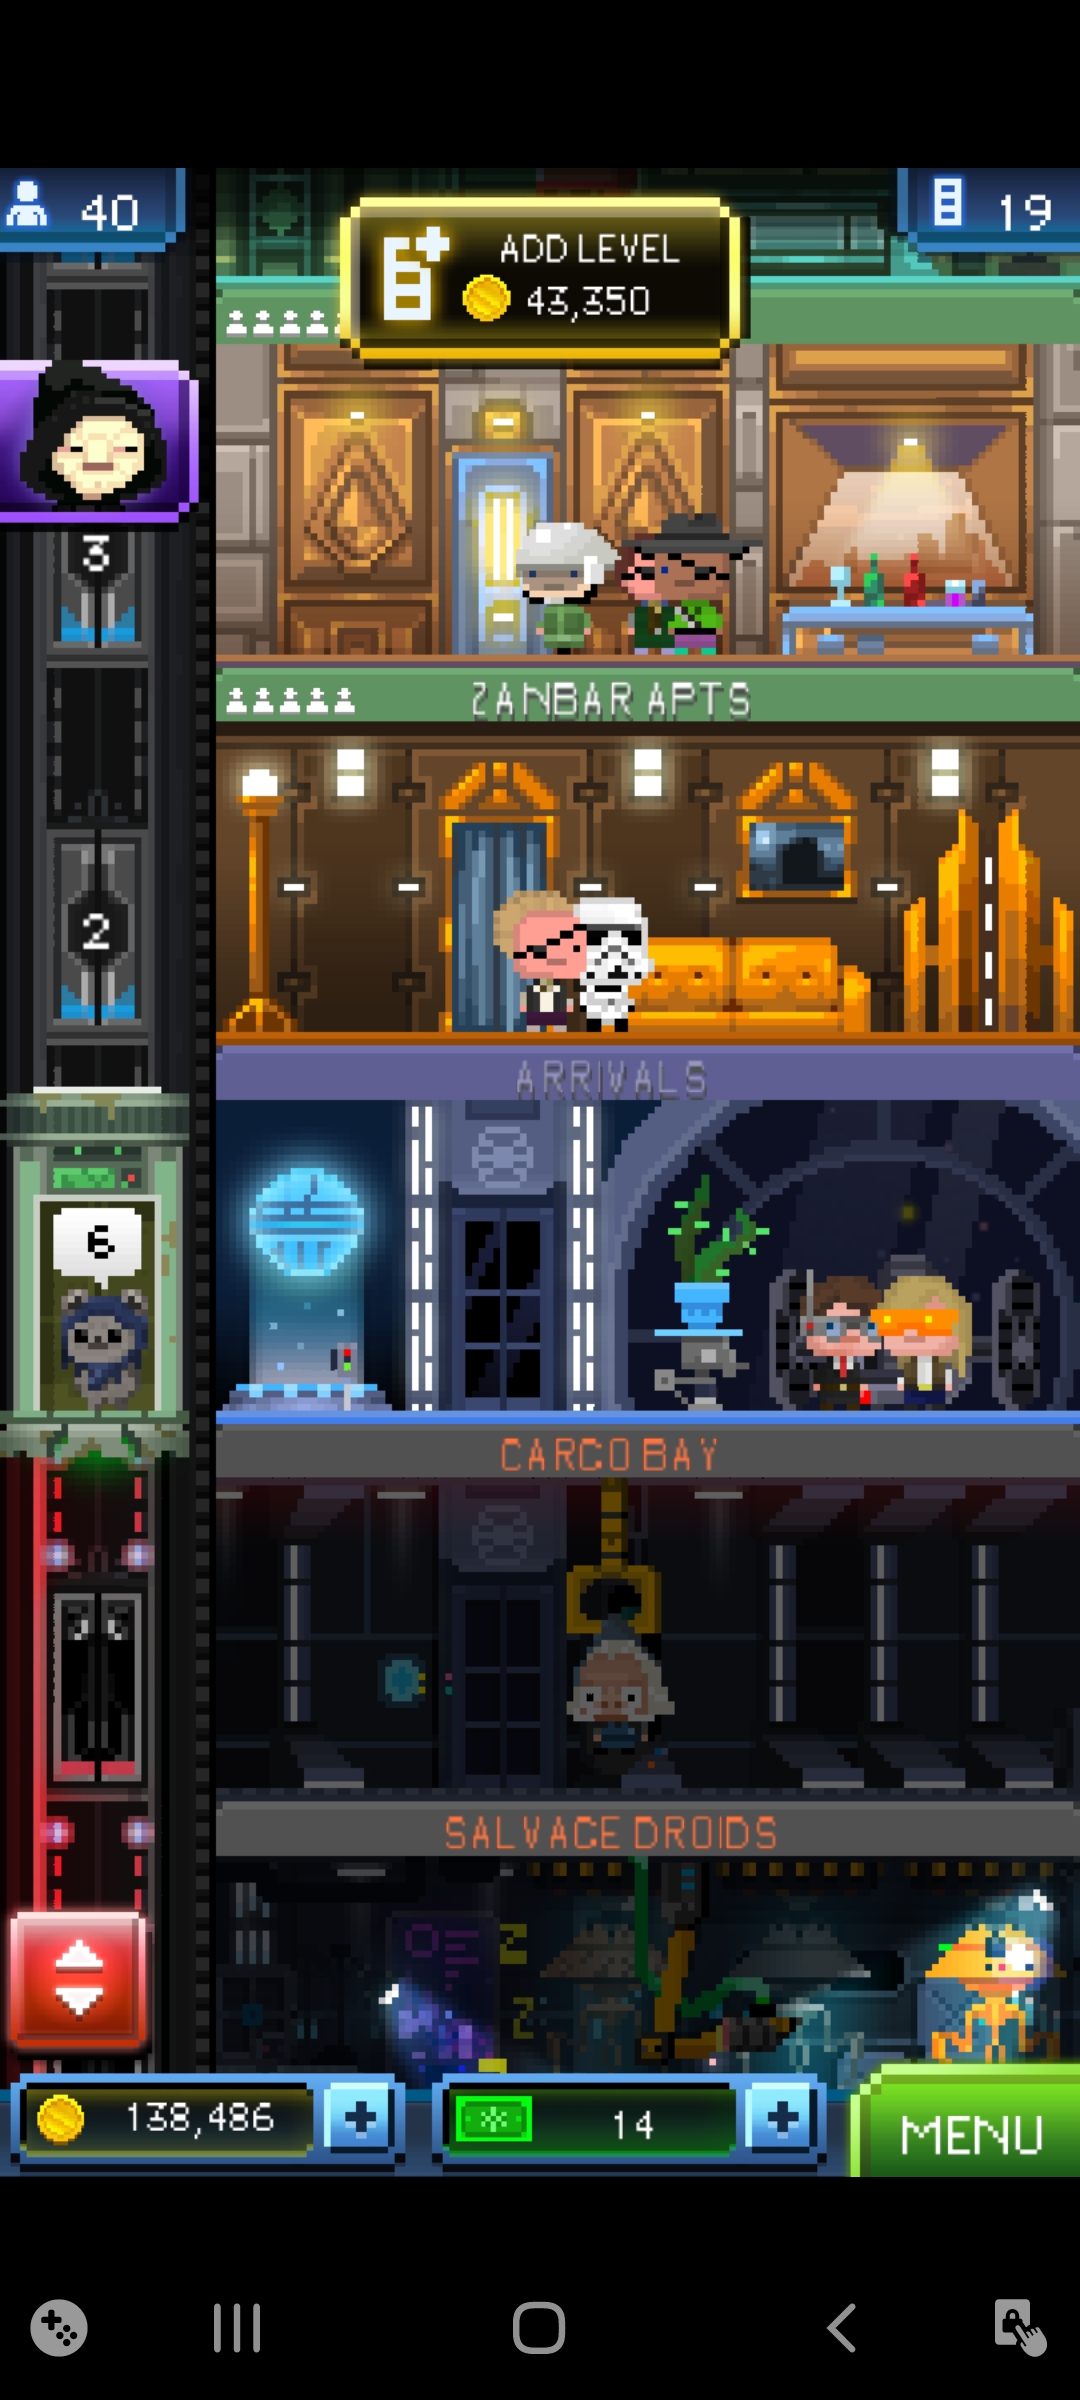 40
19
ADD LEVEL
43,350
3
ZANBAR APTS
2
ARRIVALS
6
CARGO BAY
SALVAGE DROIDS
138,486
14
MENU